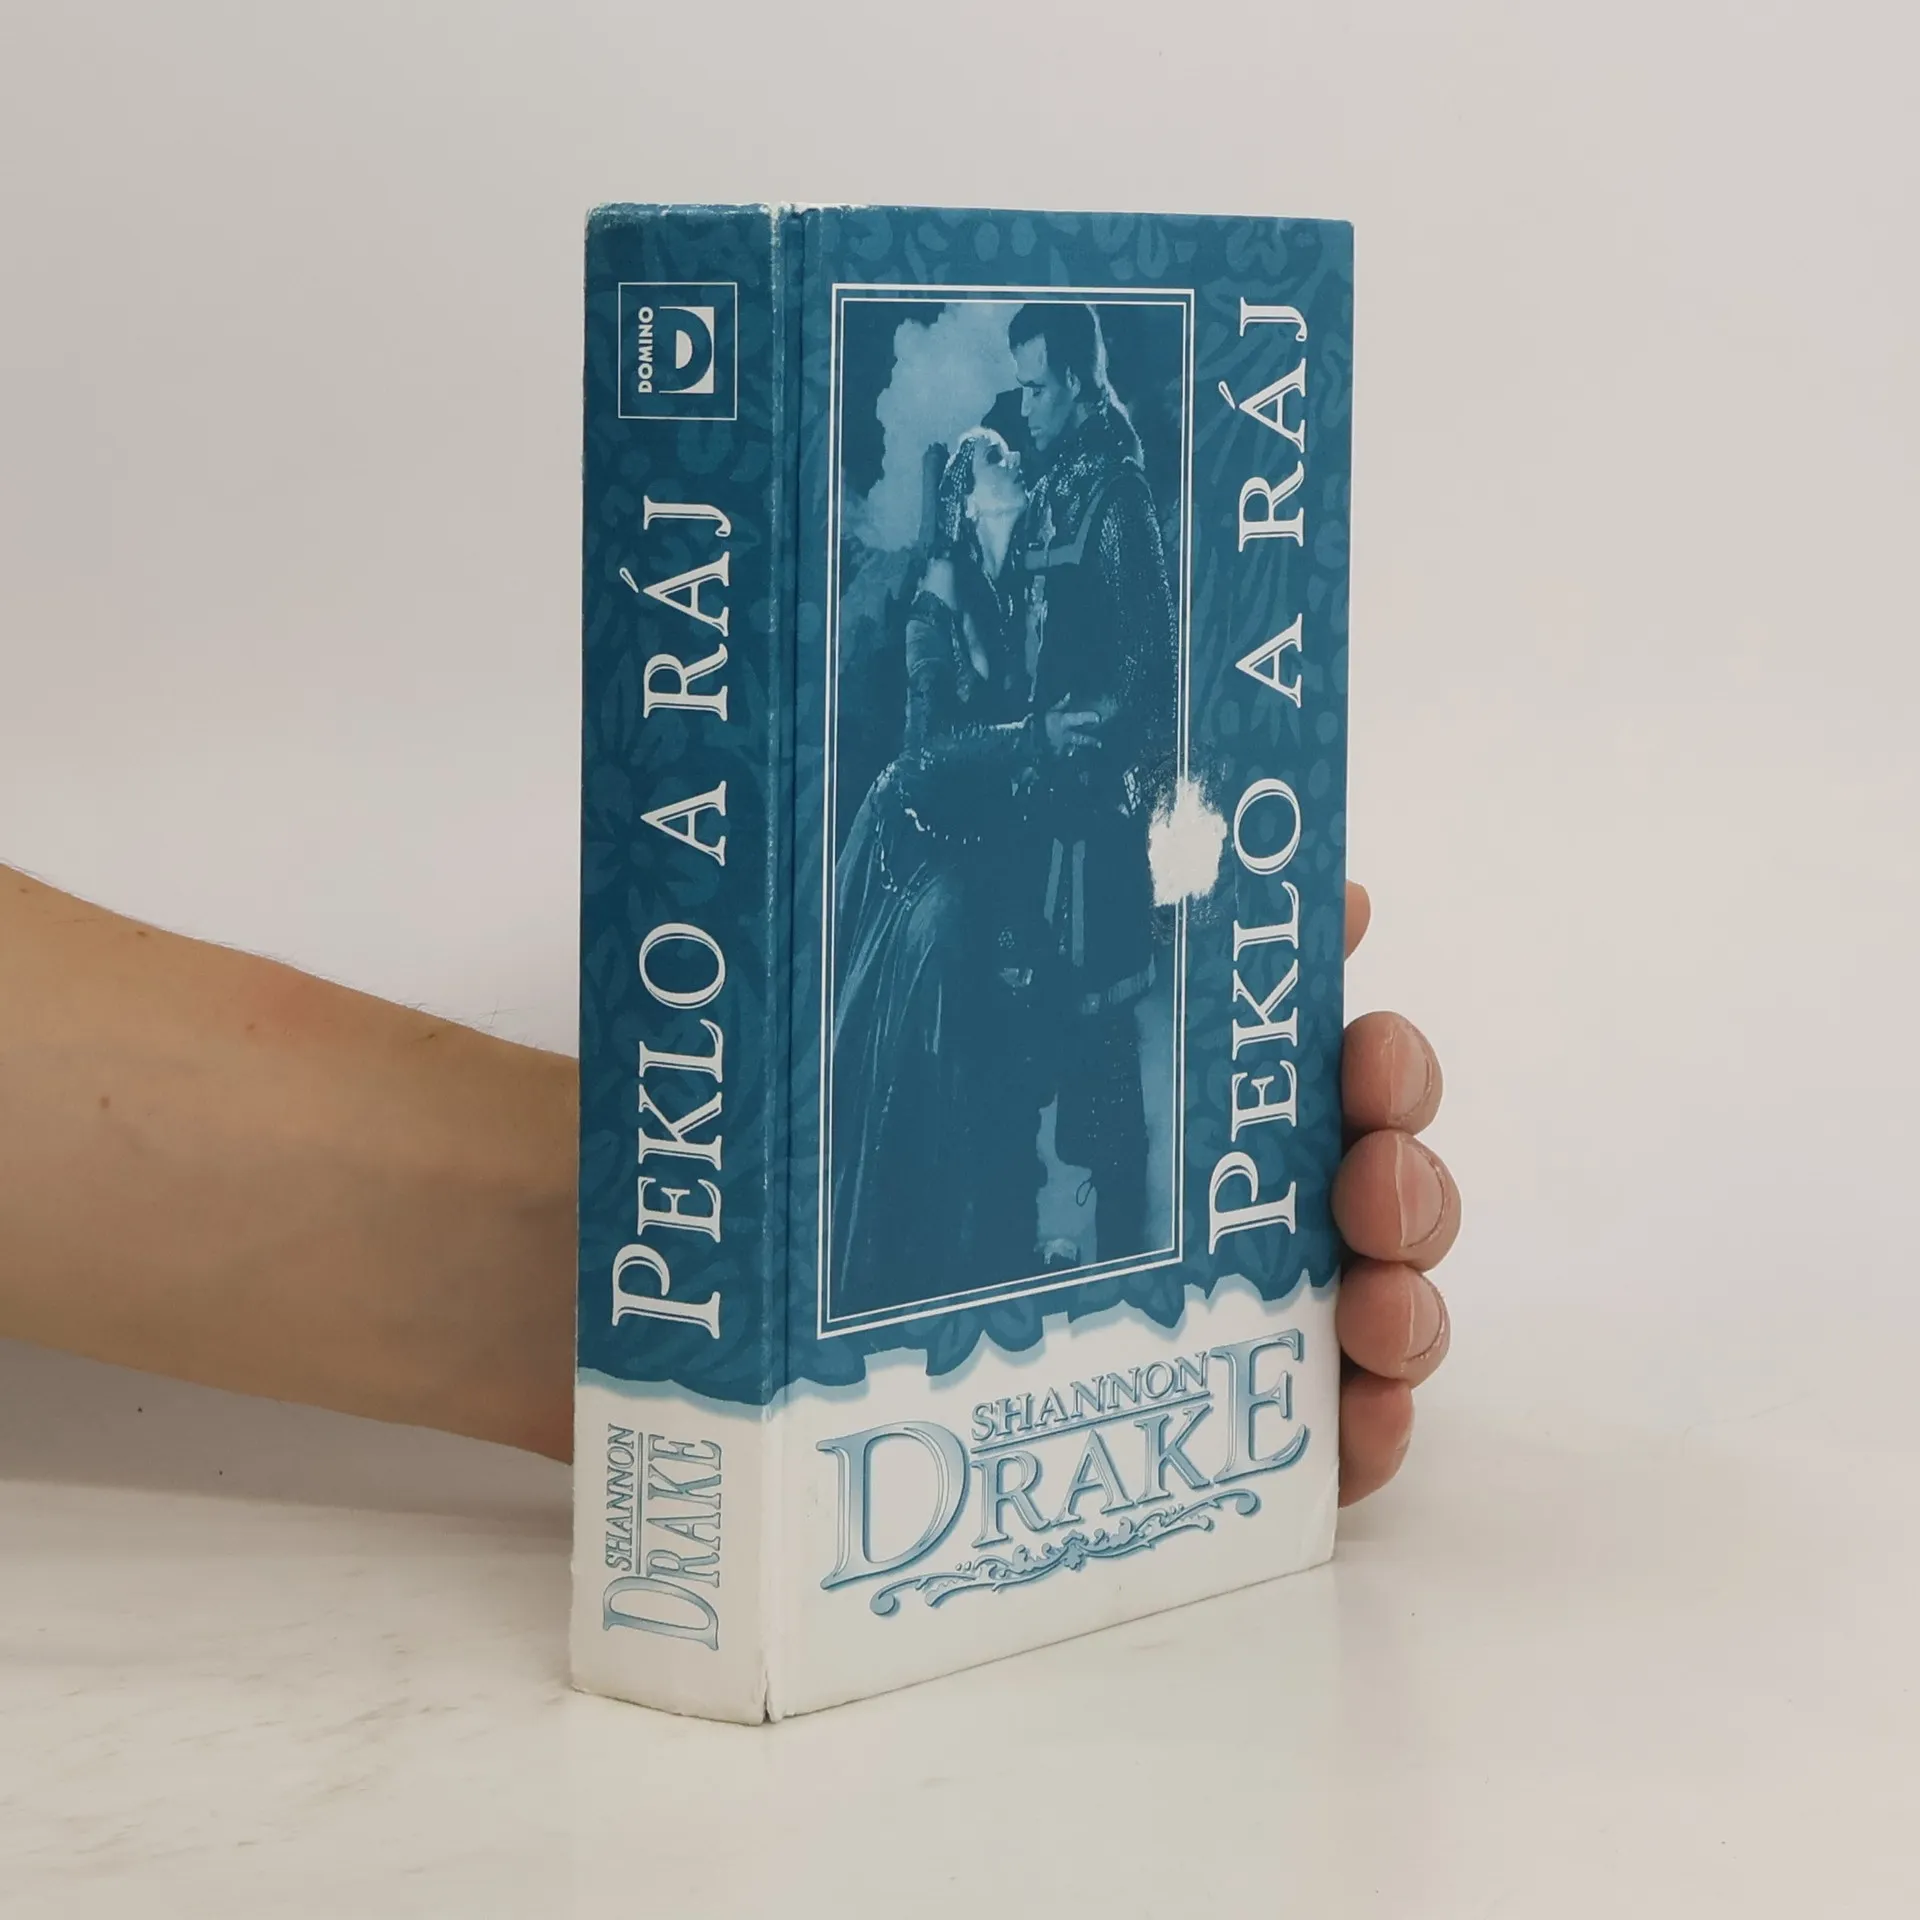 DOMINO
PEKLO A RÁJ
SHANNON
DRAKE
PEKLO A RÁJ
SHANNON
DRAKE